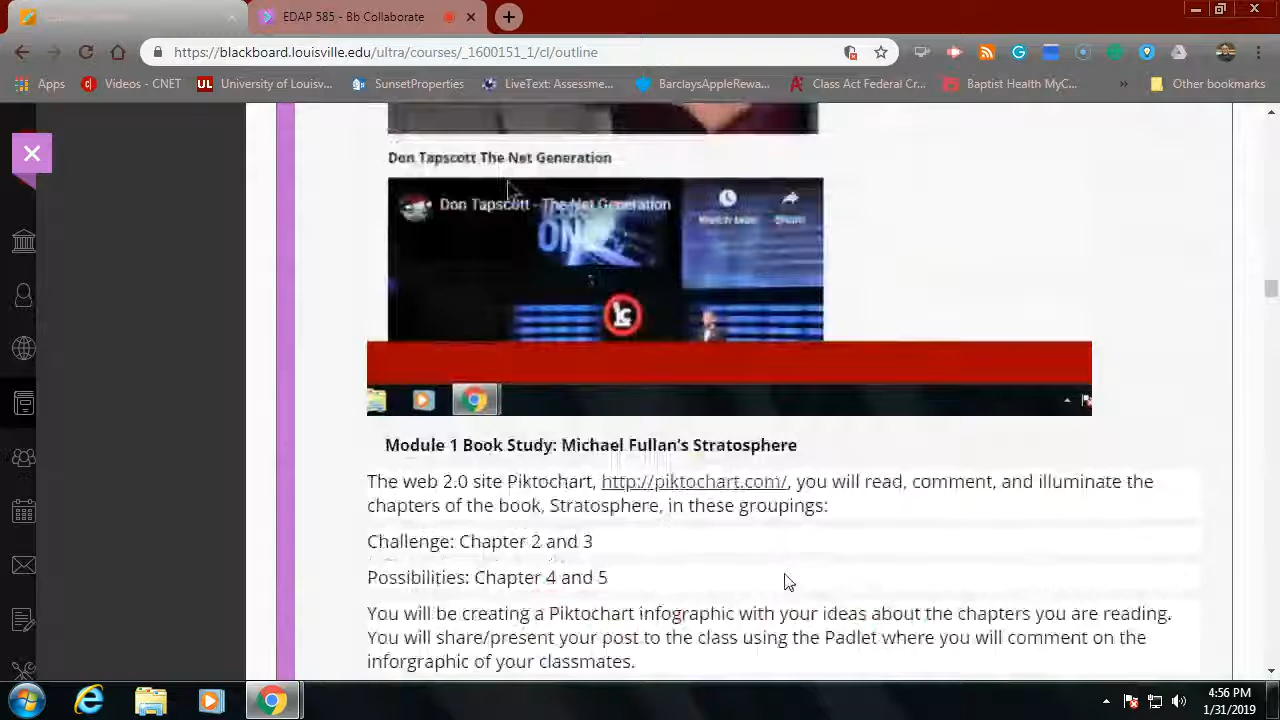 EDAP 585 - Bb Collaborate
https://blackboard.louisville.edu/ultra/courses/_1600151_1/cl/outline
Apps Videos - CNET University of Louisv... SunsetProperties LiveText: Assessme... BarclaysAppleRewa... Class Act Federal Cr... Baptist Health MyC... » Other bookmarks
Don Tapscott The Net Generation
Don Tapscott - The Net Generation
Watch later Share
Module 1 Book Study: Michael Fullan's Stratosphere
The web 2.0 site Piktochart, http://piktochart.com/, you will read, comment, and illuminate the
chapters of the book, Stratosphere, in these groupings:
Challenge: Chapter 2 and 3
Possibilities: Chapter 4 and 5
You will be creating a Piktochart infographic with your ideas about the chapters you are reading.
You will share/present your post to the class using the Padlet where you will comment on the
inforgraphic of your classmates.
4:56 PM
1/31/2019